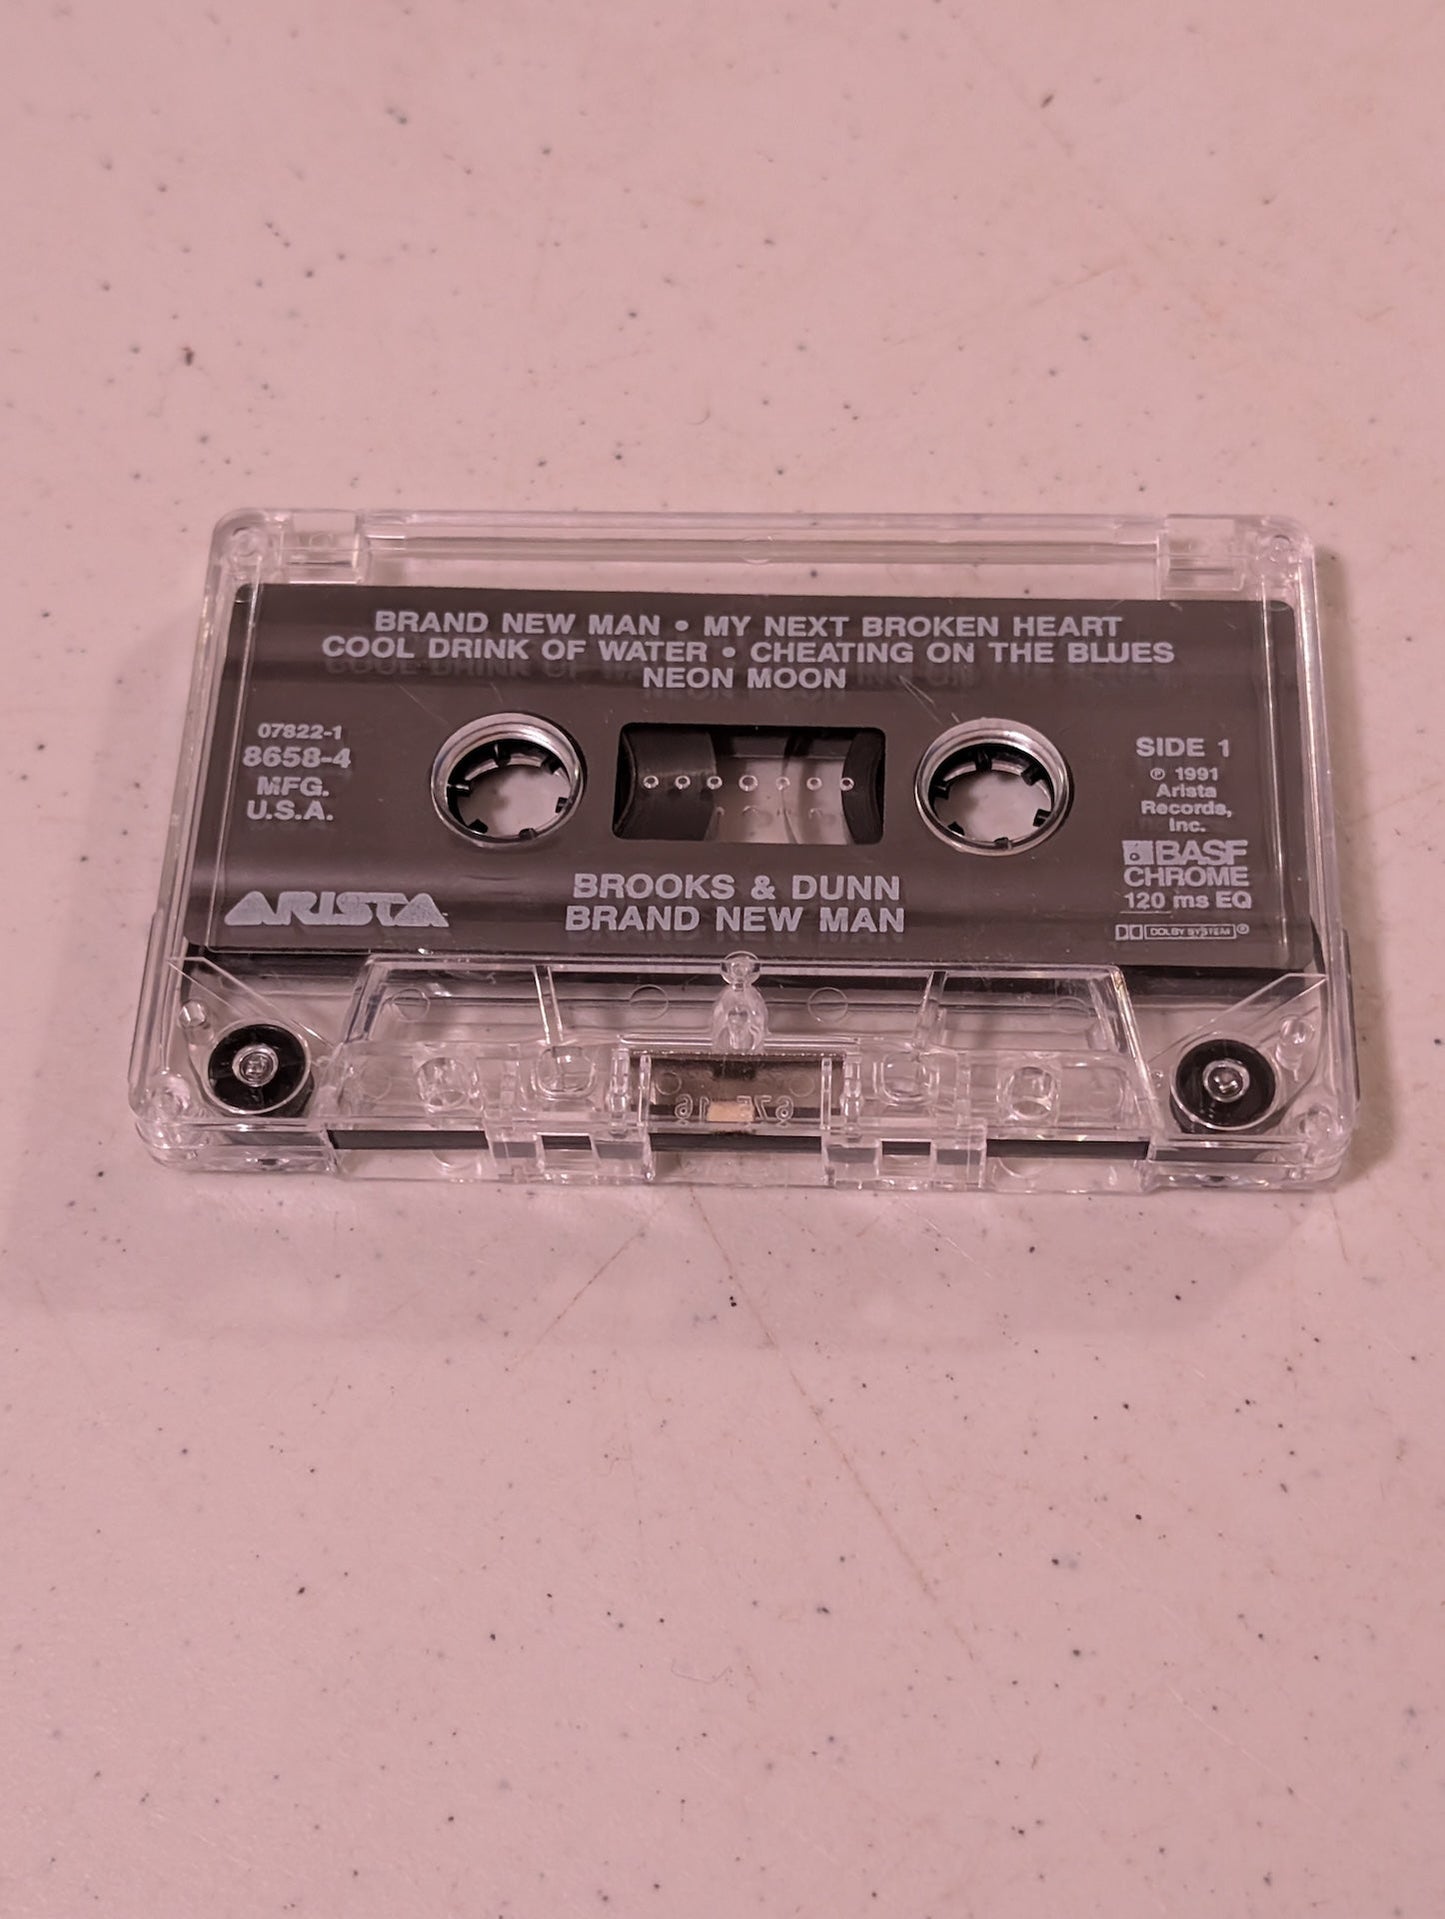 BRAND NEW MAN • MY NEXT BROKEN HEART
COOL DRINK OF WATER • CHEATING ON THE BLUES
NEON MOON
07822-1
8658-4
MFG.
U.S.A.
SIDE 1
℗ 1991
Arista
Records,
Inc.
BASF
CHROME
120 ms EQ
DOLBY SYSTEM®
ARISTA
BROOKS & DUNN
BRAND NEW MAN